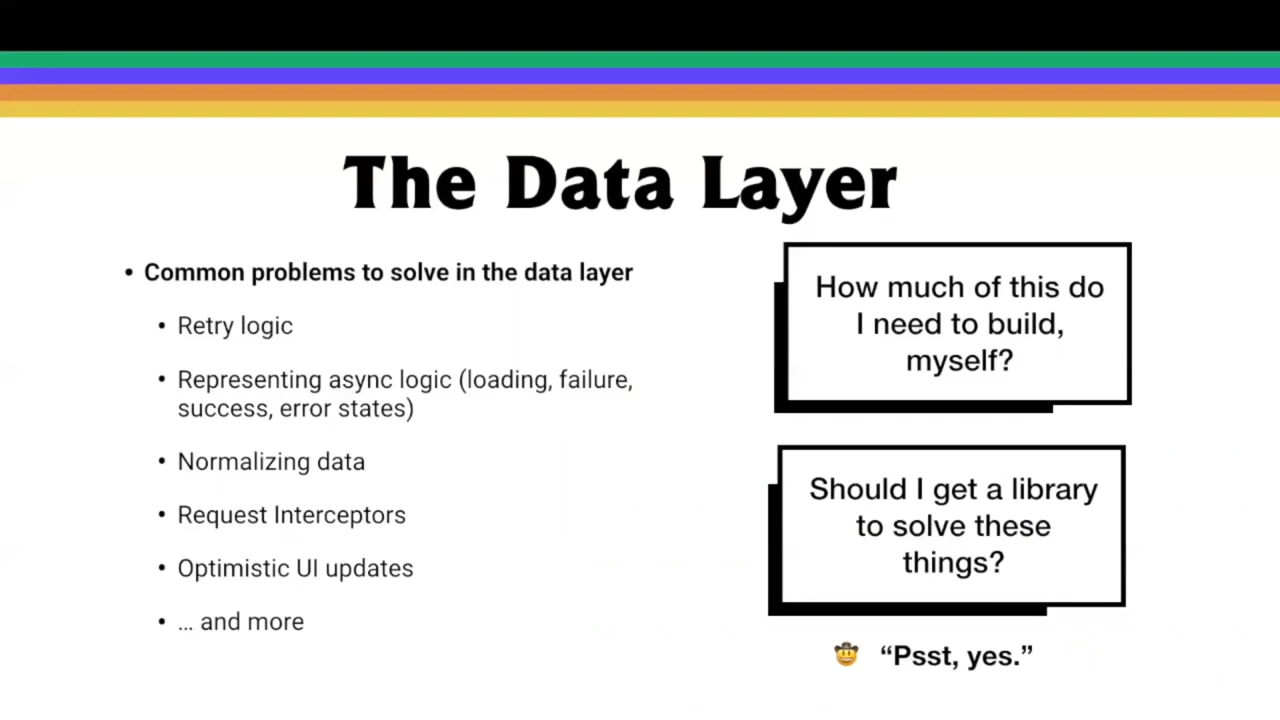 The Data Layer
• Common problems to solve in the data layer
• Retry logic
• Representing async logic (loading, failure,
success, error states)
• Normalizing data
• Request Interceptors
• Optimistic UI updates
• … and more
How much of this do
I need to build,
myself?
Should I get a library
to solve these
things?
🤠 “Psst, yes.”